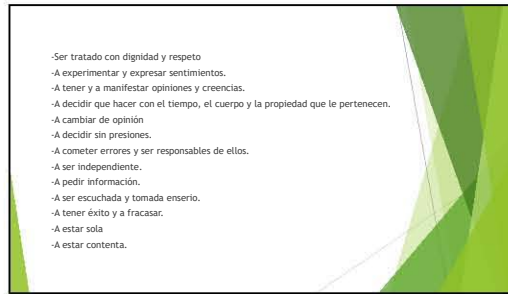 -Ser tratado con dignidad y respeto
-A experimentar y expresar sentimientos.
-A tener y a manifestar opiniones y creencias.
-A decidir que hacer con el tiempo, el cuerpo y la propiedad que le pertenecen.
-A cambiar de opinión
-A decidir sin presiones.
-A cometer errores y ser responsables de ellos.
-A ser independiente.
-A pedir información.
-A ser escuchada y tomada enserio.
-A tener éxito y a fracasar.
-A estar sola
-A estar contenta.